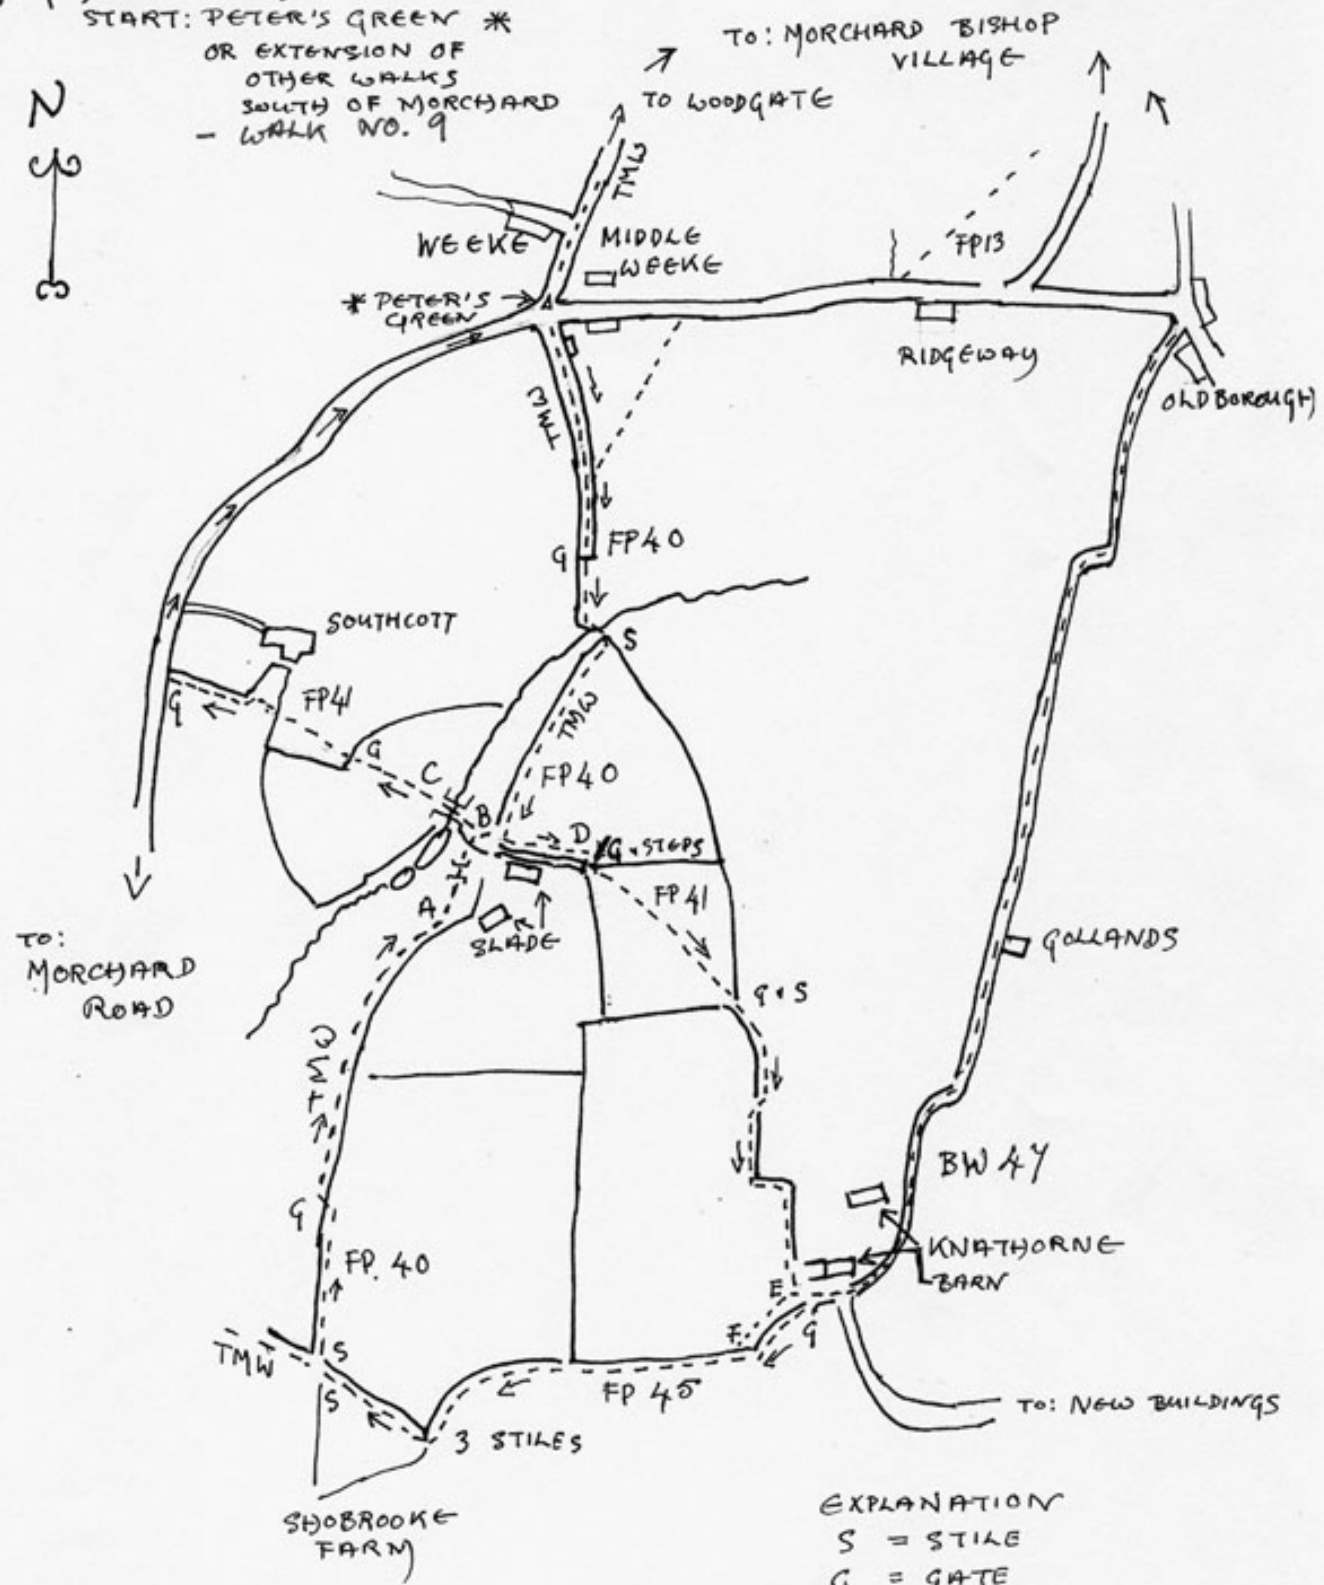 START: PETER'S GREEN *
OR EXTENSION OF
OTHER WALKS
SOUTH OF MORCHARD
- WALK NO. 9
N
S
TO: MORCHARD BISHOP
VILLAGE
TO WOODGATE
TMW
WEEKE
MIDDLE
WEEKE
FP13
* PETER'S
GREEN
RIDGEWAY
OLDBOROUGH
TMW
G
FP40
S
SOUTHCOTT
FP41
G
G
TMW
FP40
C
B
D
G + STEPS
FP41
A
SLADE
TO:
MORCHARD
ROAD
GOLLANDS
G + S
TMW
G
FP. 40
BW 47
KNATHORNE
BARN
E
F
G
TMW
S
S
FP 45
3 STILES
TO: NEW BUILDINGS
SHOBROOKE
FARM
EXPLANATION
S = STILE
G = GATE